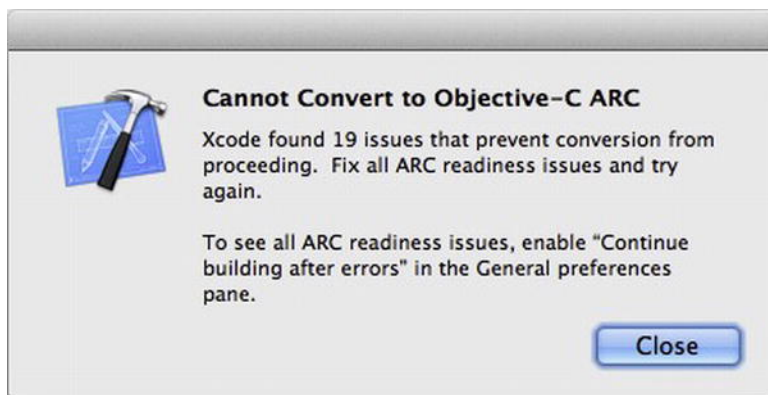 Cannot Convert to Objective-C ARC
Xcode found 19 issues that prevent conversion from
proceeding.  Fix all ARC readiness issues and try
again.
To see all ARC readiness issues, enable “Continue
building after errors” in the General preferences
pane.
Close